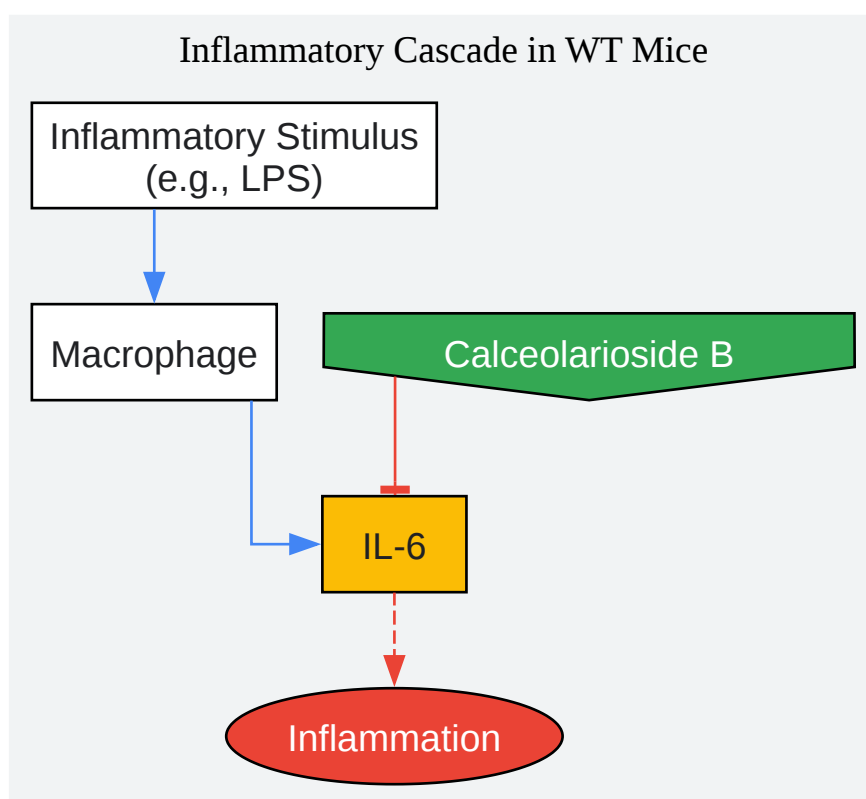 Inflammatory Cascade in WT Mice
Inflammatory Stimulus
(e.g., LPS)
Macrophage
Calceolarioside B
IL-6
Inflammation